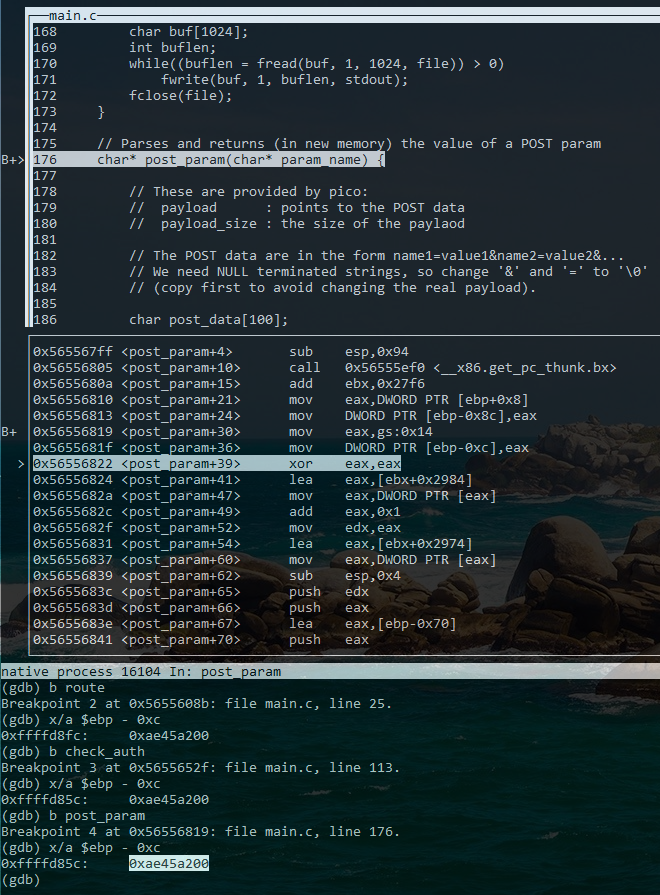 main.c
168 char buf[1024];
169 int buflen;
170 while((buflen = fread(buf, 1, 1024, file)) > 0)
171 fwrite(buf, 1, buflen, stdout);
172 fclose(file);
173 }
174
175 // Parses and returns (in new memory) the value of a POST param
B+> 176 char* post_param(char* param_name) {
177
178 // These are provided by pico:
179 // payload : points to the POST data
180 // payload_size : the size of the paylaod
181
182 // The POST data are in the form name1=value1&name2=value2&...
183 // We need NULL terminated strings, so change '&' and '=' to '\0'
184 // (copy first to avoid changing the real payload).
185
186 char post_data[100];
0x565567ff <post_param+4> sub esp,0x94
0x56556805 <post_param+10> call 0x56555ef0 <__x86.get_pc_thunk.bx>
0x5655680a <post_param+15> add ebx,0x27f6
0x56556810 <post_param+21> mov eax,DWORD PTR [ebp+0x8]
0x56556813 <post_param+24> mov DWORD PTR [ebp-0x8c],eax
B+ 0x56556819 <post_param+30> mov eax,gs:0x14
0x5655681f <post_param+36> mov DWORD PTR [ebp-0xc],eax
> 0x56556822 <post_param+39> xor eax,eax
0x56556824 <post_param+41> lea eax,[ebx+0x2984]
0x5655682a <post_param+47> mov eax,DWORD PTR [eax]
0x5655682c <post_param+49> add eax,0x1
0x5655682f <post_param+52> mov edx,eax
0x56556831 <post_param+54> lea eax,[ebx+0x2974]
0x56556837 <post_param+60> mov eax,DWORD PTR [eax]
0x56556839 <post_param+62> sub esp,0x4
0x5655683c <post_param+65> push edx
0x5655683d <post_param+66> push eax
0x5655683e <post_param+67> lea eax,[ebp-0x70]
0x56556841 <post_param+70> push eax
native process 16104 In: post_param
(gdb) b route
Breakpoint 2 at 0x5655608b: file main.c, line 25.
(gdb) x/a $ebp - 0xc
0xffffd8fc: 0xae45a200
(gdb) b check_auth
Breakpoint 3 at 0x5655652f: file main.c, line 113.
(gdb) x/a $ebp - 0xc
0xffffd85c: 0xae45a200
(gdb) b post_param
Breakpoint 4 at 0x56556819: file main.c, line 176.
(gdb) x/a $ebp - 0xc
0xffffd85c: 0xae45a200
(gdb)